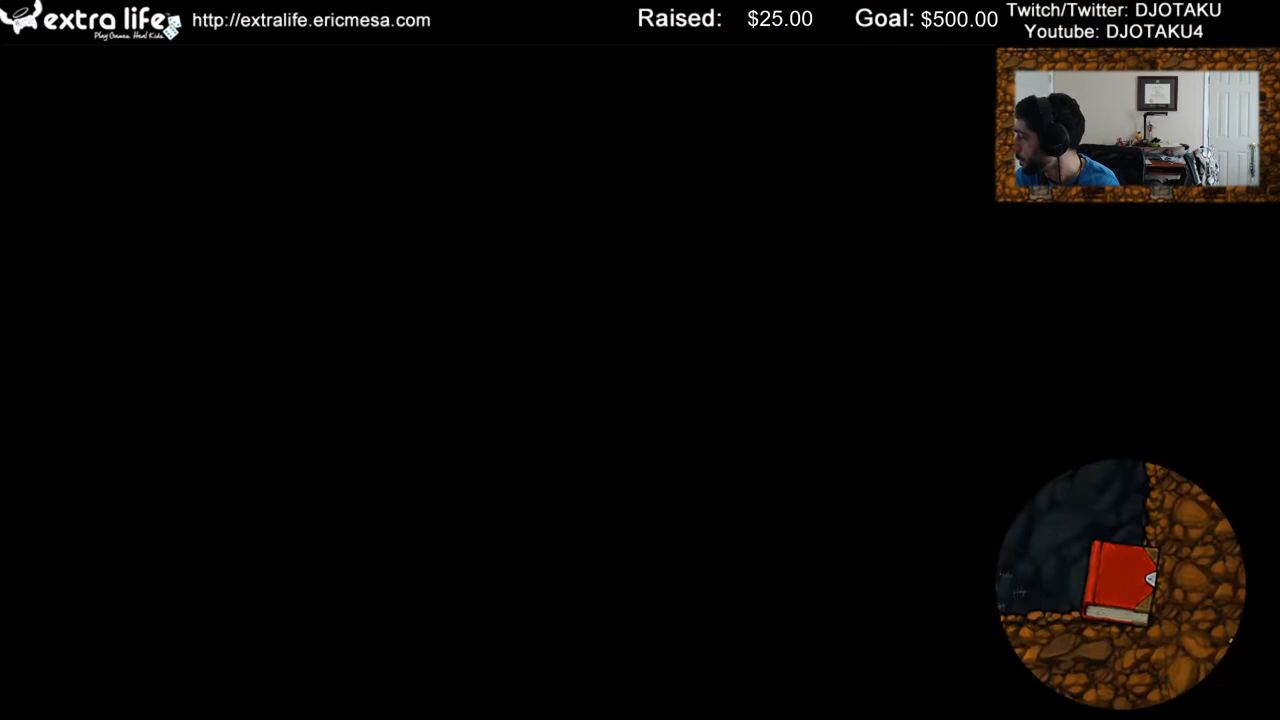 extra life
Play Games. Heal Kids.
http://extralife.ericmesa.com
Raised: $25.00
Goal: $500.00
Twitch/Twitter: DJOTAKU
Youtube: DJOTAKU4